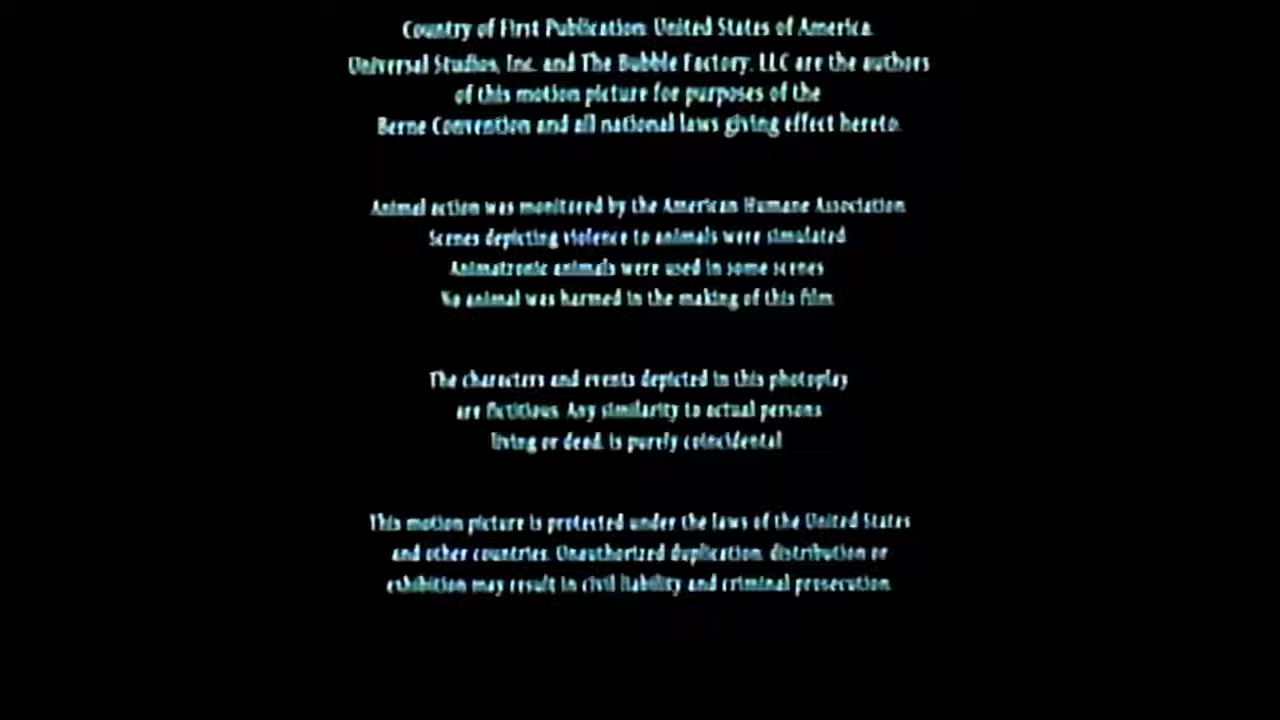 Country of First Publication: United States of America.
Universal Studios, Inc. and The Bubble Factory, LLC are the authors
of this motion picture for purposes of the
Berne Convention and all national laws giving effect hereto.
Animal action was monitored by the American Humane Association
Scenes depicting violence to animals were simulated
Animatronic animals were used in some scenes
No animal was harmed in the making of this film
The characters and events depicted in this photoplay
are fictitious. Any similarity to actual persons
living or dead, is purely coincidental
This motion picture is protected under the laws of the United States
and other countries. Unauthorized duplication, distribution or
exhibition may result in civil liability and criminal prosecution.